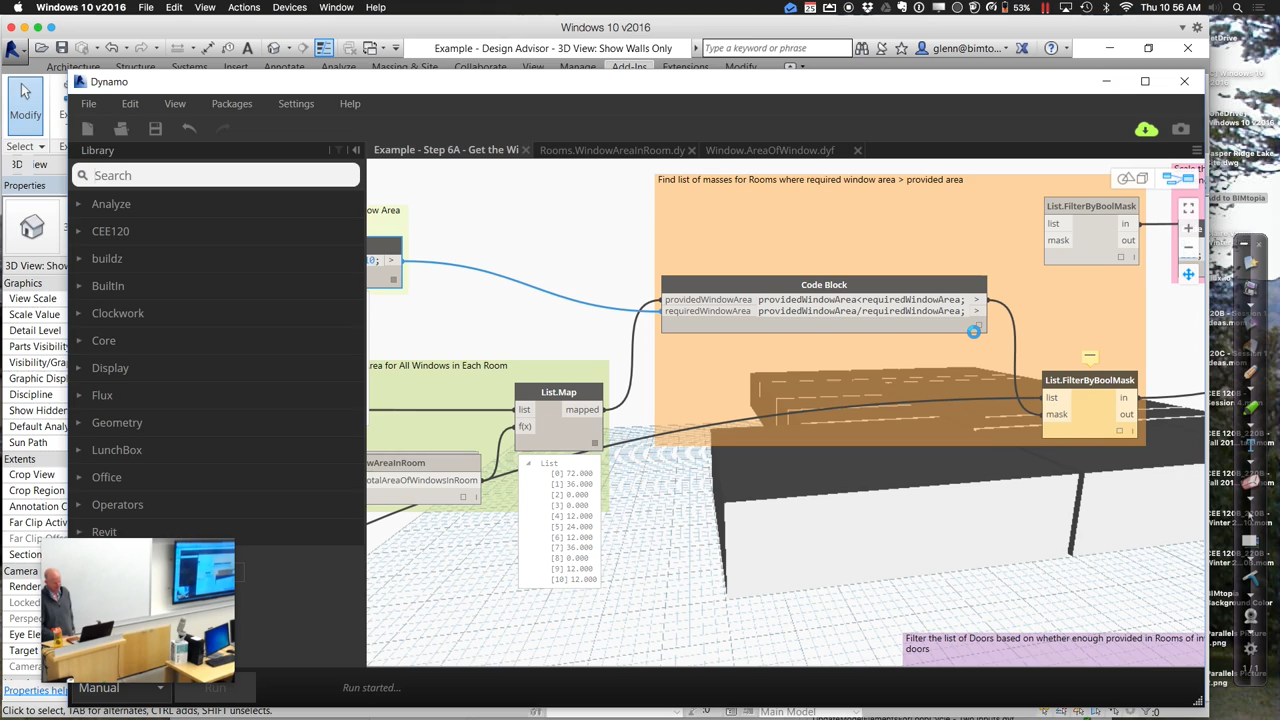 Windows 10 v2016 File Edit View Actions Devices Window Help 53% Thu 10 56 AM
Windows 10 v2016
Example - Design Advisor - 3D View: Show Walls Only
Type a keyword or phrase
glenn@bimto...
Architecture Structure Systems Insert Annotate Analyze Massing & Site Collaborate View Manage Add-Ins Extensions Modify
Dynamo
File Edit View Packages Settings Help
Modify
Select
3D
Properties
3D View: Show W
Graphics
View Scale
Scale Value
Detail Level
Parts Visibility
Visibility/Grap
Graphic Displa
Discipline
Show Hidden
Default Analy
Sun Path
Extents
Crop View
Crop Region
Annotation C
Far Clip Activ
Far Clip Offse
Section
Camera
Locked
Eye Ele
Target
Camera
Properties help
Library
Search
Analyze
CEE120
buildz
BuiltIn
Clockwork
Core
Display
Flux
Geometry
LunchBox
Office
Operators
Revit
Manual
Run
Run started...
Example - Step 6A - Get the Wi
Rooms.WindowAreaInRoom.dy
Window.AreaOfWindow.dyf
Find list of masses for Rooms where required window area > provided area
ow Area
10; >
List.FilterByBoolMask
list in
mask out
Code Block
providedWindowArea providedWindowArea<requiredWindowArea; >
requiredWindowArea providedWindowArea/requiredWindowArea; >
Area for All Windows in Each Room
List.Map
list mapped
f(x)
wAreaInRoom
totalAreaOfWindowsInRoom
List
[0] 72.000
[1] 36.000
[2] 0.000
[3] 0.000
[4] 12.000
[5] 24.000
[6] 12.000
[7] 36.000
[8] 0.000
[9] 12.000
[10] 12.000
List.FilterByBoolMask
list in
mask out
Filter the list of Doors based on whether enough provided in Rooms of in
doors
Click to select, TAB for alternates, CTRL adds, SHIFT unselects.
Main Model
1/1